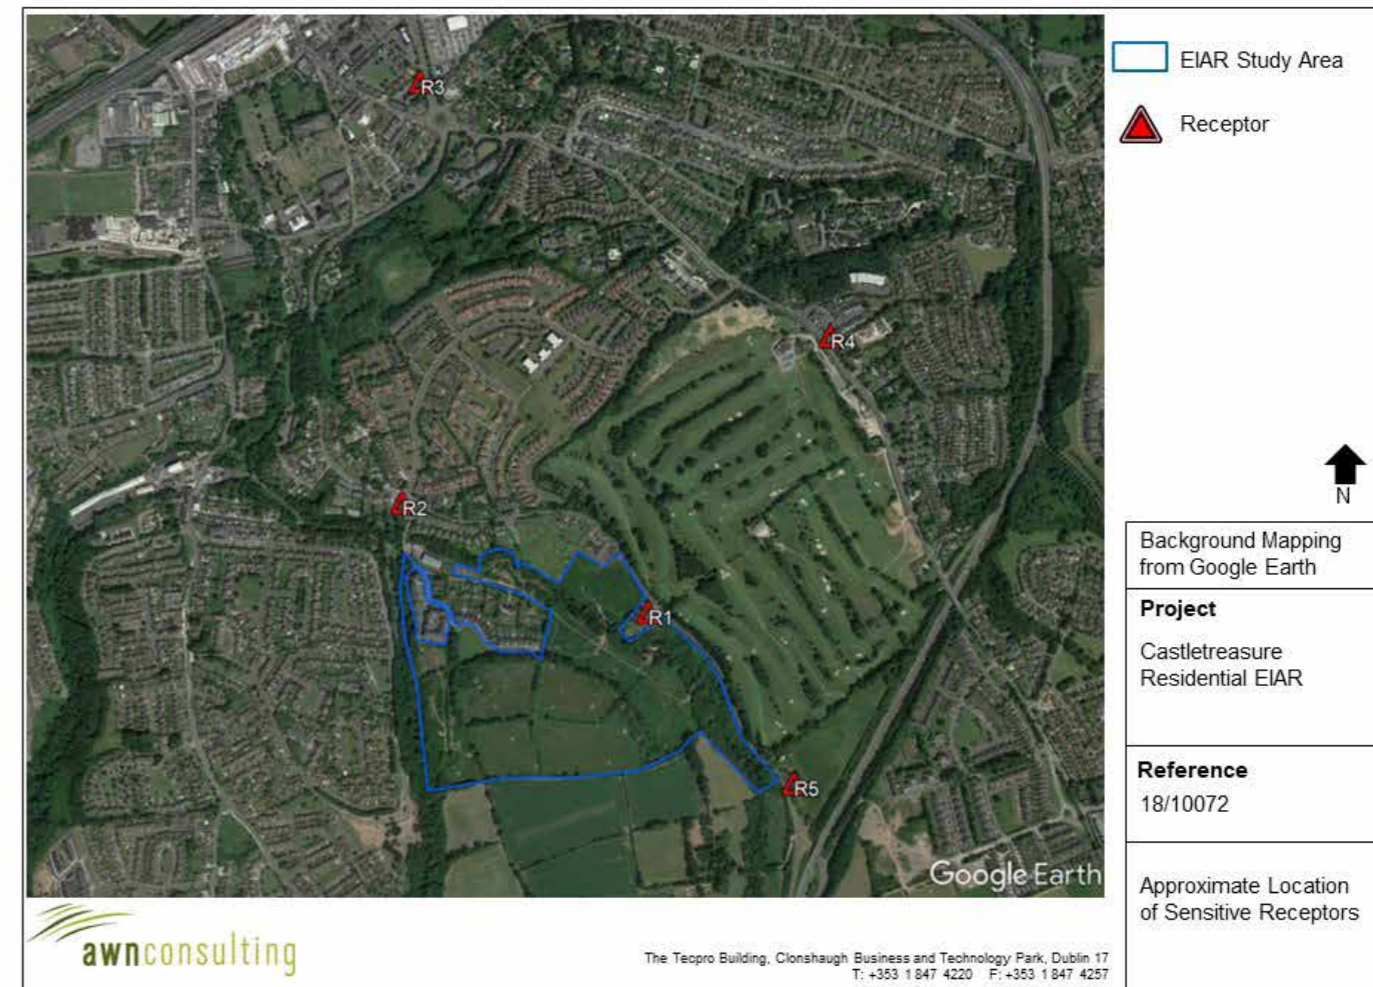 EIAR Study Area
Receptor
R3
R4
R2
R1
R5
N
Google Earth
Background Mapping
from Google Earth
Project
Castletreasure
Residential EIAR
Reference
18/10072
Approximate Location
of Sensitive Receptors
awnconsulting
The Tecpro Building, Clonshaugh Business and Technology Park, Dublin 17
T: +353 1 847 4220 F: +353 1 847 4257